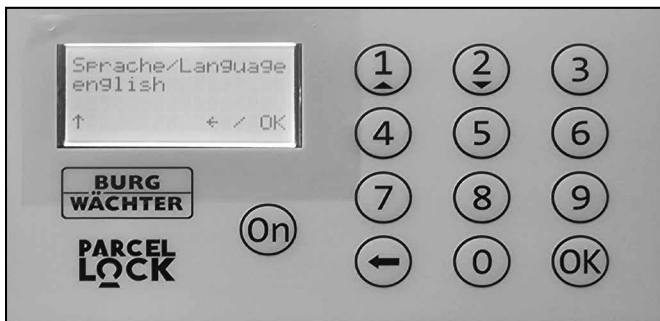 Sprache/Language
english
↑ ← / OK
BURG
WÄCHTER
PARCEL
LOCK
On
1 2 3
4 5 6
7 8 9
← 0 OK